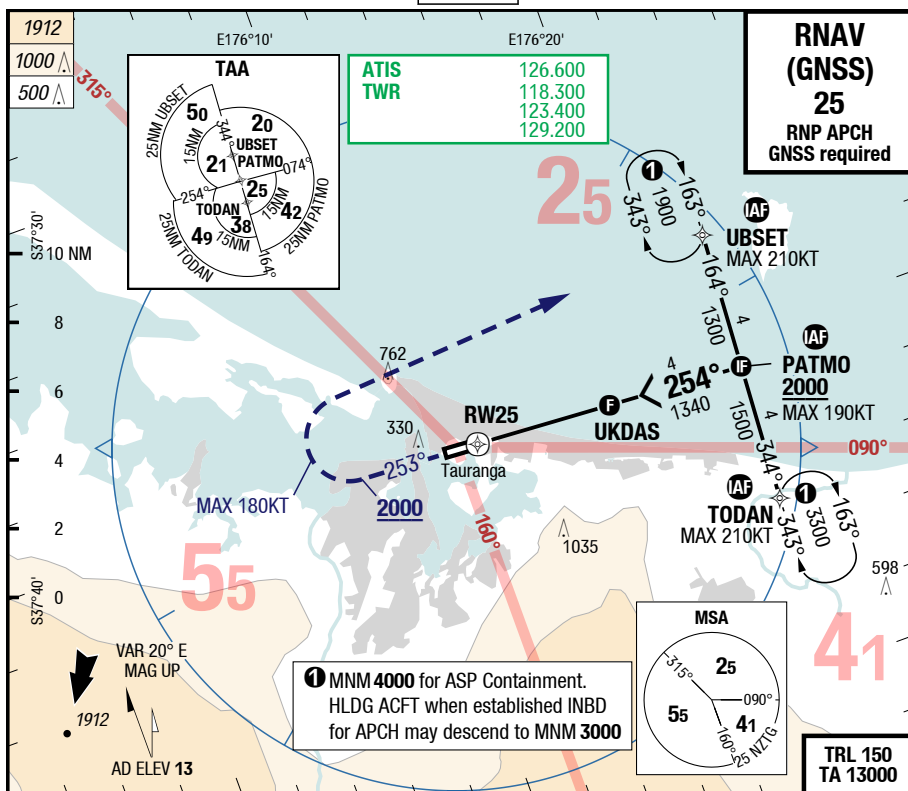 1912
1000
500
E176°10'
E176°20'
315°
TAA
25NM UBSET
50
20
15NM
344°
UBSET
21
PATMO
074°
254°
25
TODAN
15NM
38
42
49
15NM
25NM PATMO
25NM TODAN
164°
ATIS 126.600
TWR 118.300
123.400
129.200
RNAV
(GNSS)
25
RNP APCH
GNSS required
25
1
163°
1900
343°
IAF
UBSET
MAX 210KT
164°
4
1300
S37°30'
10 NM
8
6
4
2
0
S37°40'
762
330
RW25
Tauranga
253°
MAX 180KT
2000
F
UKDAS
4
254°
1340
IF
IAF
PATMO
2000
MAX 190KT
4
1500
344°
090°
IAF
TODAN
MAX 210KT
1
163°
3300
343°
160°
1035
598
55
41
VAR 20° E
MAG UP
1912
AD ELEV 13
1 MNM 4000 for ASP Containment.
HLDG ACFT when established INBD
for APCH may descend to MNM 3000
MSA
315°
25
090°
55
41
160°
25 NZTG
TRL 150
TA 13000